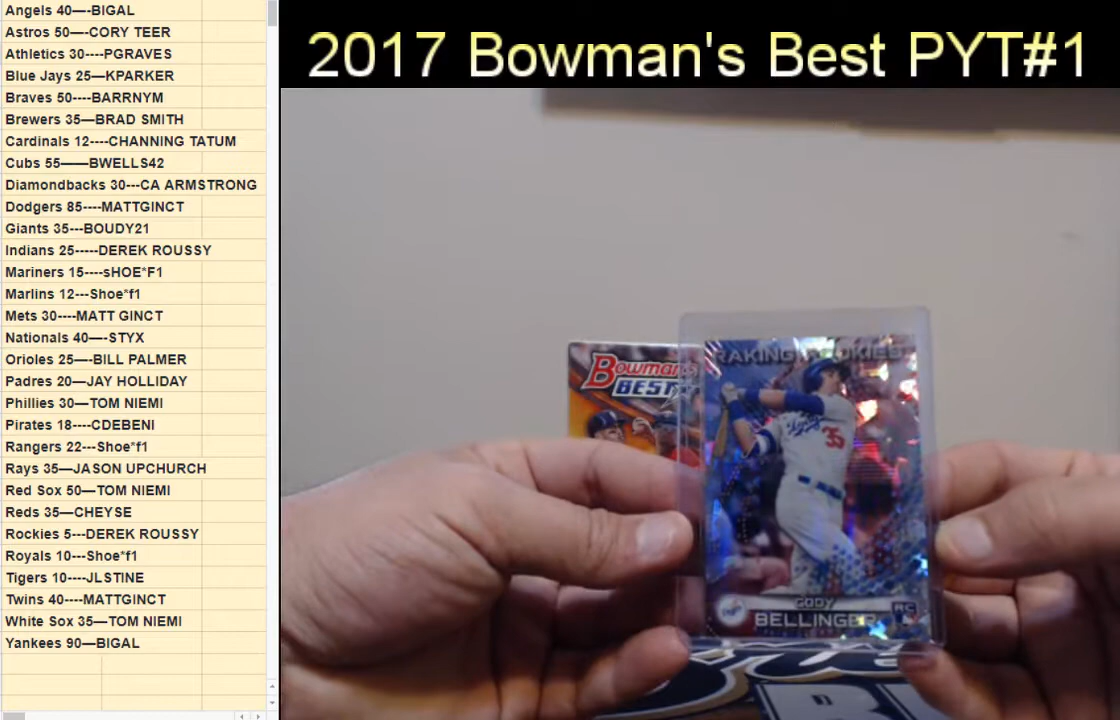 2017 Bowman's Best PYT#1
Angels 40—-BIGAL
Astros 50—-CORY TEER
Athletics 30----PGRAVES
Blue Jays 25—KPARKER
Braves 50----BARRNYM
Brewers 35—BRAD SMITH
Cardinals 12----CHANNING TATUM
Cubs 55——BWELLS42
Diamondbacks 30---CA ARMSTRONG
Dodgers 85----MATTGINCT
Giants 35---BOUDY21
Indians 25-----DEREK ROUSSY
Mariners 15----sHOE*F1
Marlins 12---Shoe*f1
Mets 30----MATT GINCT
Nationals 40—-STYX
Orioles 25—-BILL PALMER
Padres 20—JAY HOLLIDAY
Phillies 30—TOM NIEMI
Pirates 18----CDEBENI
Rangers 22---Shoe*f1
Rays 35—JASON UPCHURCH
Red Sox 50—TOM NIEMI
Reds 35—CHEYSE
Rockies 5---DEREK ROUSSY
Royals 10---Shoe*f1
Tigers 10----JLSTINE
Twins 40----MATTGINCT
White Sox 35—TOM NIEMI
Yankees 90—BIGAL
Bowman's
BEST
RAKING ROOKIES
35
CODY
BELLINGER
RC